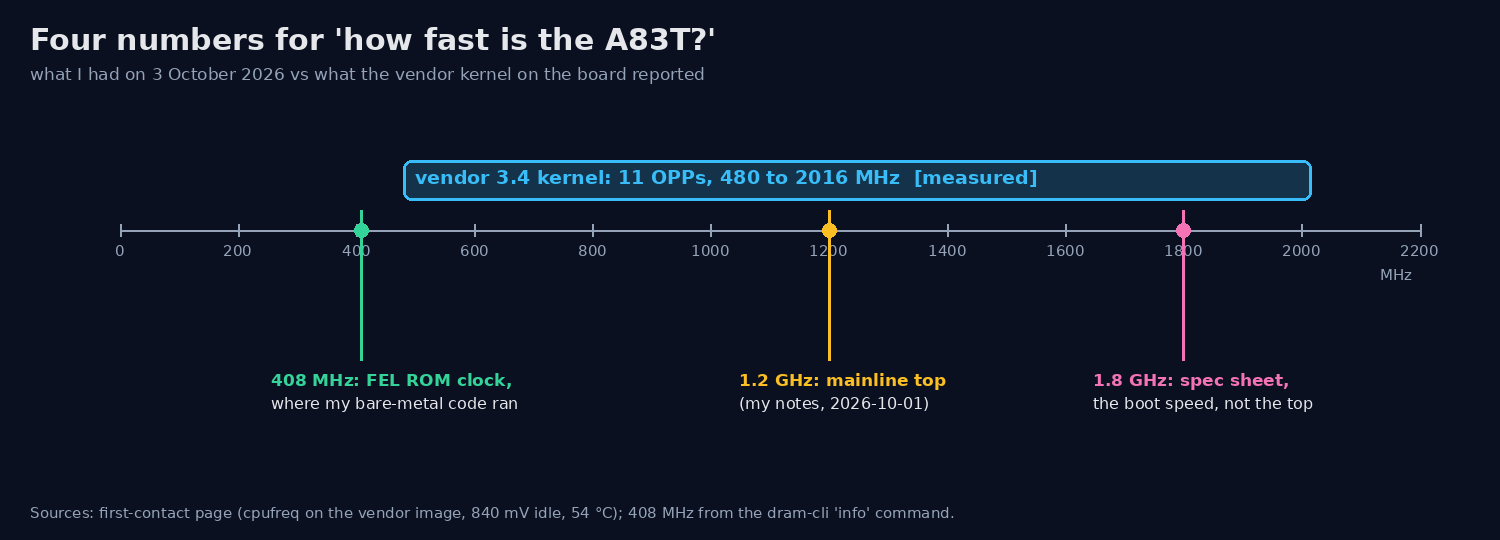 Four numbers for 'how fast is the A83T?'
what I had on 3 October 2026 vs what the vendor kernel on the board reported
vendor 3.4 kernel: 11 OPPs, 480 to 2016 MHz [measured]
0 200 400 600 800 1000 1200 1400 1600 1800 2000 2200
MHz
408 MHz: FEL ROM clock,
where my bare-metal code ran
1.2 GHz: mainline top
(my notes, 2026-10-01)
1.8 GHz: spec sheet,
the boot speed, not the top
Sources: first-contact page (cpufreq on the vendor image, 840 mV idle, 54 °C); 408 MHz from the dram-cli 'info' command.